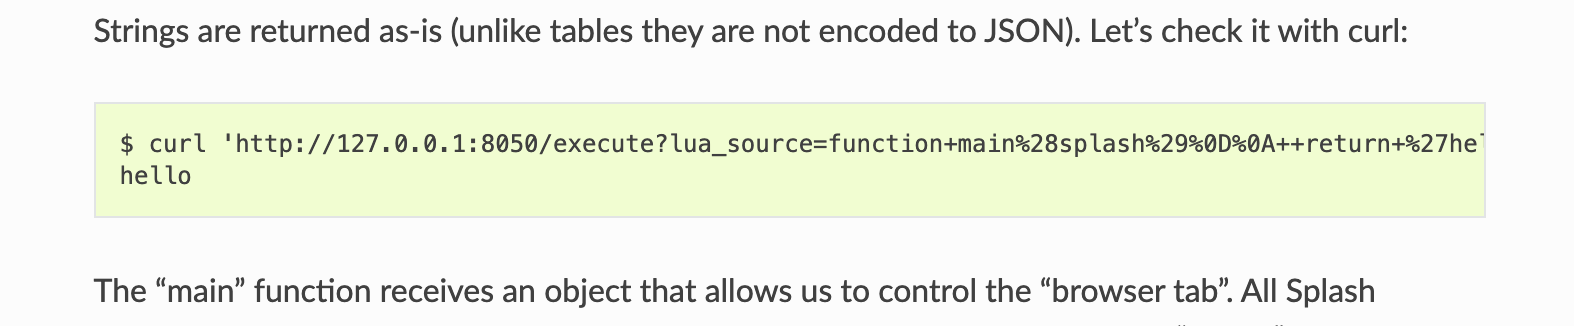 Strings are returned as-is (unlike tables they are not encoded to JSON). Let’s check it with curl:
$ curl 'http://127.0.0.1:8050/execute?lua_source=function+main%28splash%29%0D%0A++return+%27hel
hello
The “main” function receives an object that allows us to control the “browser tab”. All Splash